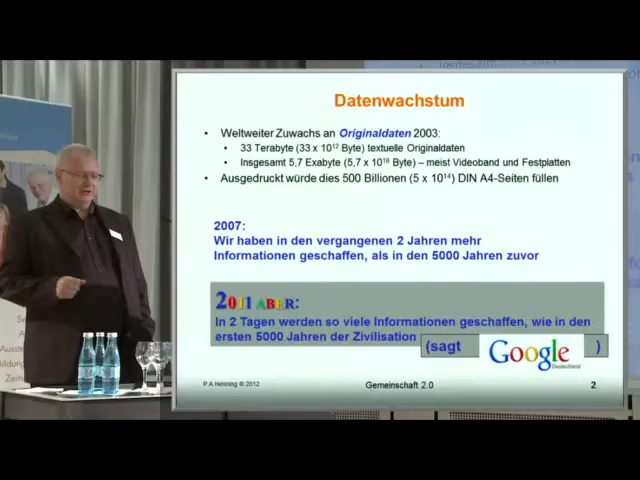 Datenwachstum
• Weltweiter Zuwachs an Originaldaten 2003:
• 33 Terabyte (33 x 10¹² Byte) textuelle Originaldaten
• Insgesamt 5,7 Exabyte (5,7 x 10¹⁸ Byte) – meist Videoband und Festplatten
• Ausgedruckt würde dies 500 Billionen (5 x 10¹⁴) DIN A4-Seiten füllen
2007:
Wir haben in den vergangenen 2 Jahren mehr
Informationen geschaffen, als in den 5000 Jahren zuvor
2011 ABER:
In 2 Tagen werden so viele Informationen geschaffen, wie in den
ersten 5000 Jahren der Zivilisation
(sagt Google )
Deutschland
P.A.Henning © 2012
Gemeinschaft 2.0
2